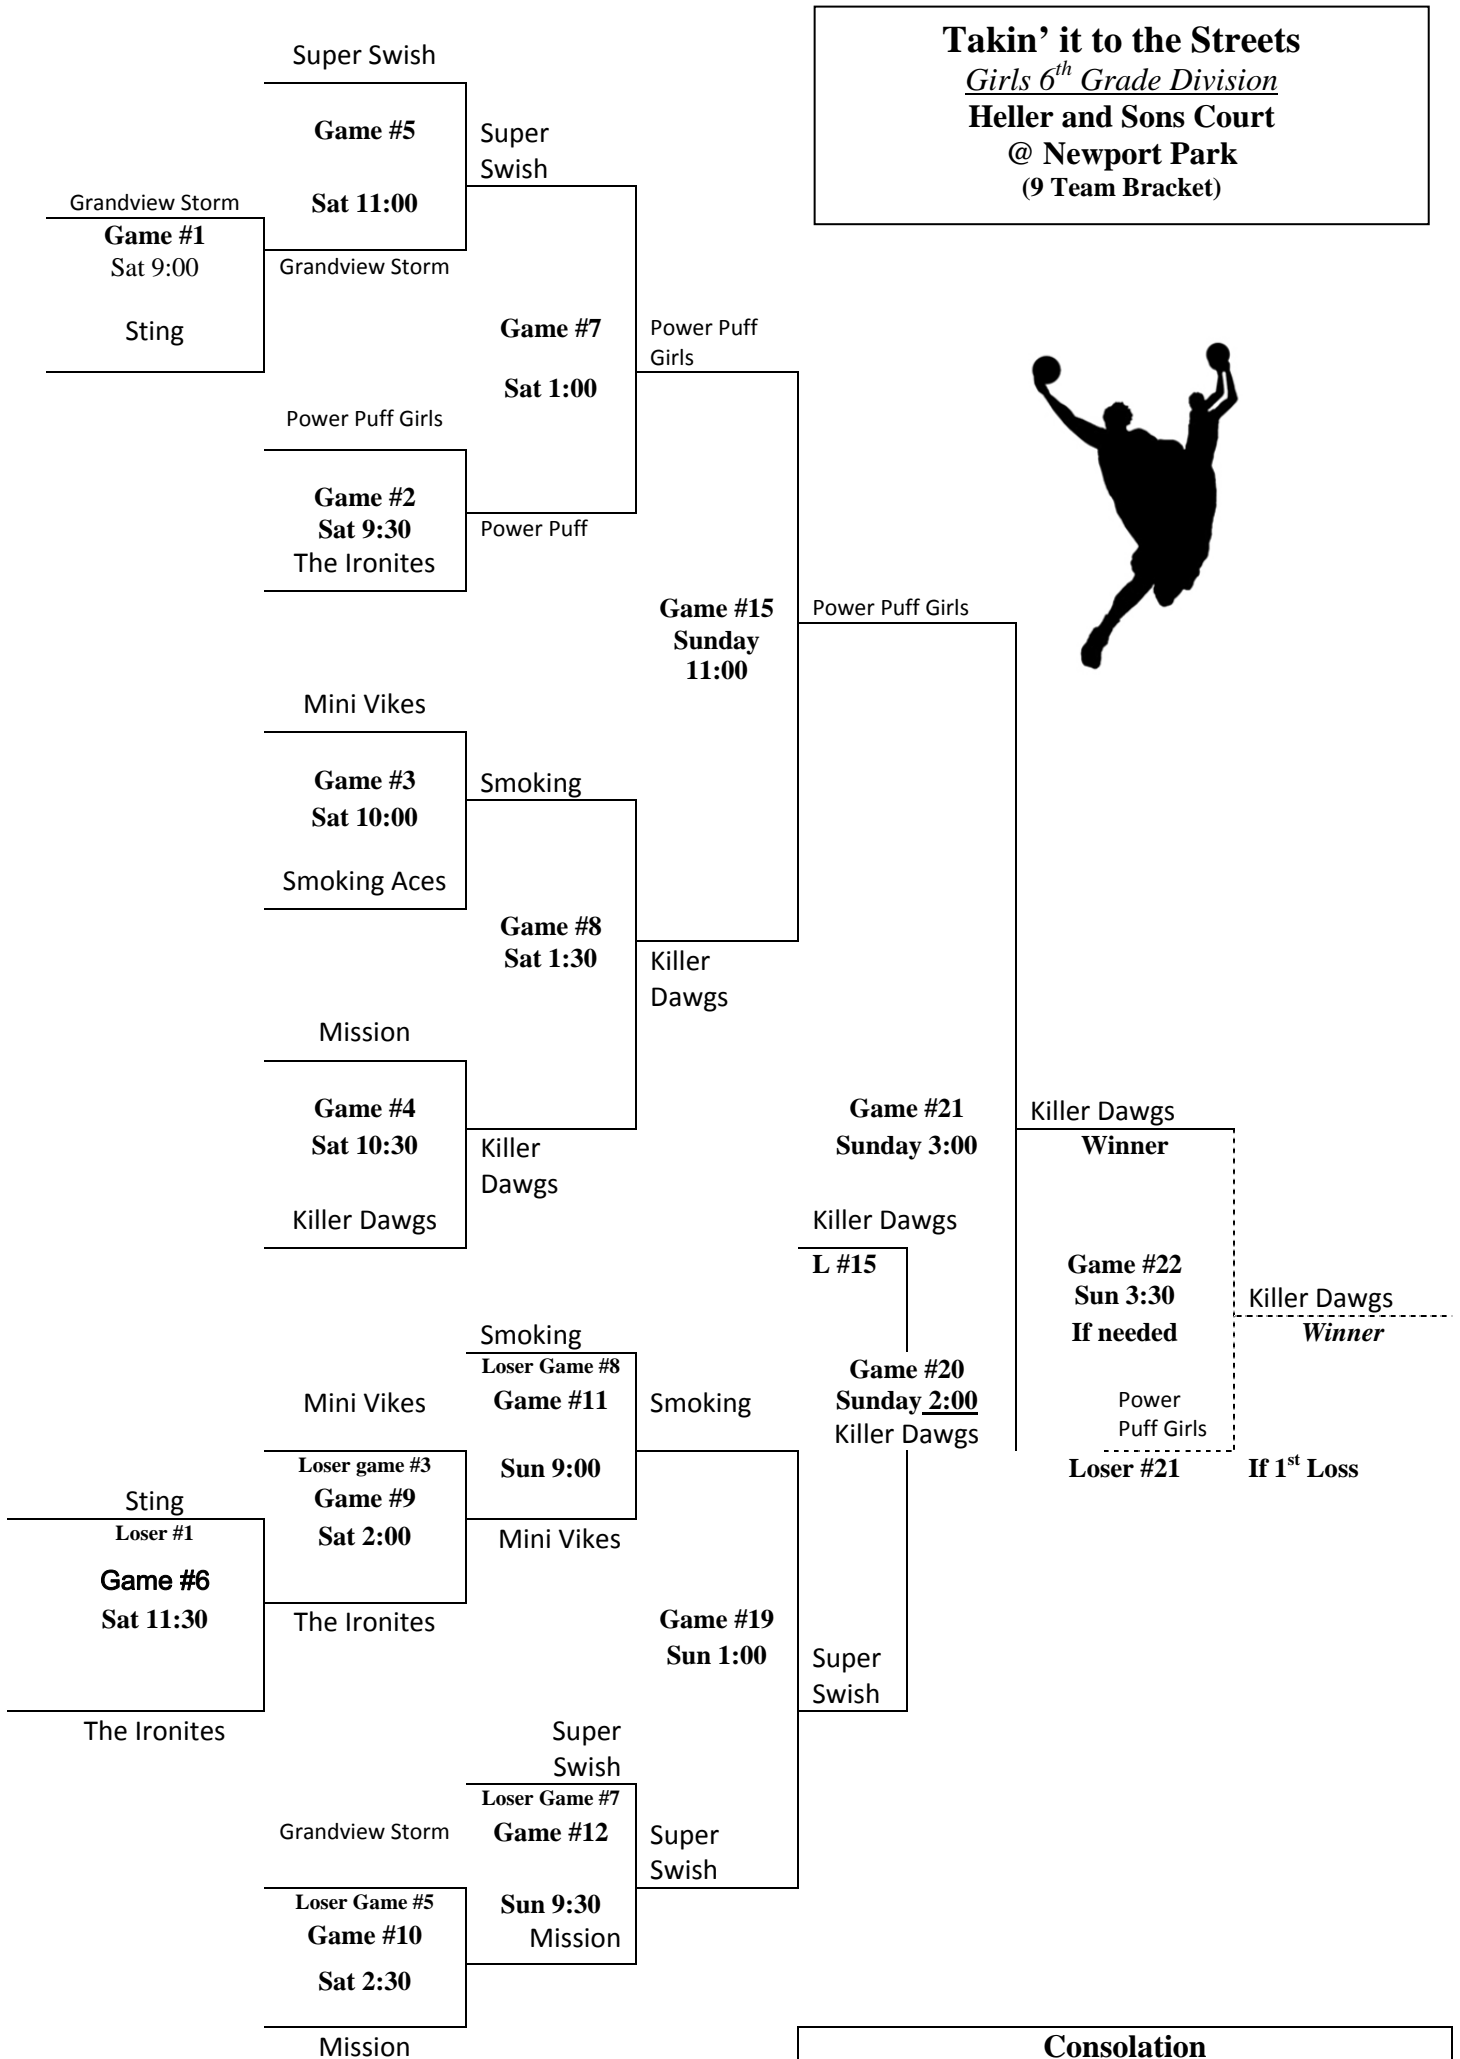 Takin’ it to the Streets
Girls 6th Grade Division
Heller and Sons Court
@ Newport Park
(9 Team Bracket)
Super Swish
Game #5
Sat 11:00
Super
Swish
Grandview Storm
Game #1
Sat 9:00
Sting
Grandview Storm
Game #7
Sat 1:00
Power Puff
Girls
Power Puff Girls
Game #2
Sat 9:30
The Ironites
Power Puff
Game #15
Sunday
11:00
Power Puff Girls
Mini Vikes
Game #3
Sat 10:00
Smoking Aces
Smoking
Game #8
Sat 1:30
Killer
Dawgs
Mission
Game #4
Sat 10:30
Killer Dawgs
Killer
Dawgs
Game #21
Sunday 3:00
Killer Dawgs
Winner
Killer Dawgs
L #15
Game #22
Sun 3:30
If needed
Killer Dawgs
Winner
Smoking
Loser Game #8
Game #11
Sun 9:00
Smoking
Game #20
Sunday 2:00
Killer Dawgs
Power
Puff Girls
Loser #21
If 1st Loss
Mini Vikes
Loser game #3
Game #9
Sat 2:00
Mini Vikes
Sting
Loser #1
Game #6
Sat 11:30
The Ironites
The Ironites
Game #19
Sun 1:00
Super
Swish
Super
Swish
Loser Game #7
Game #12
Sun 9:30
Mission
Super
Swish
Grandview Storm
Loser Game #5
Game #10
Sat 2:30
Mission
Consolation